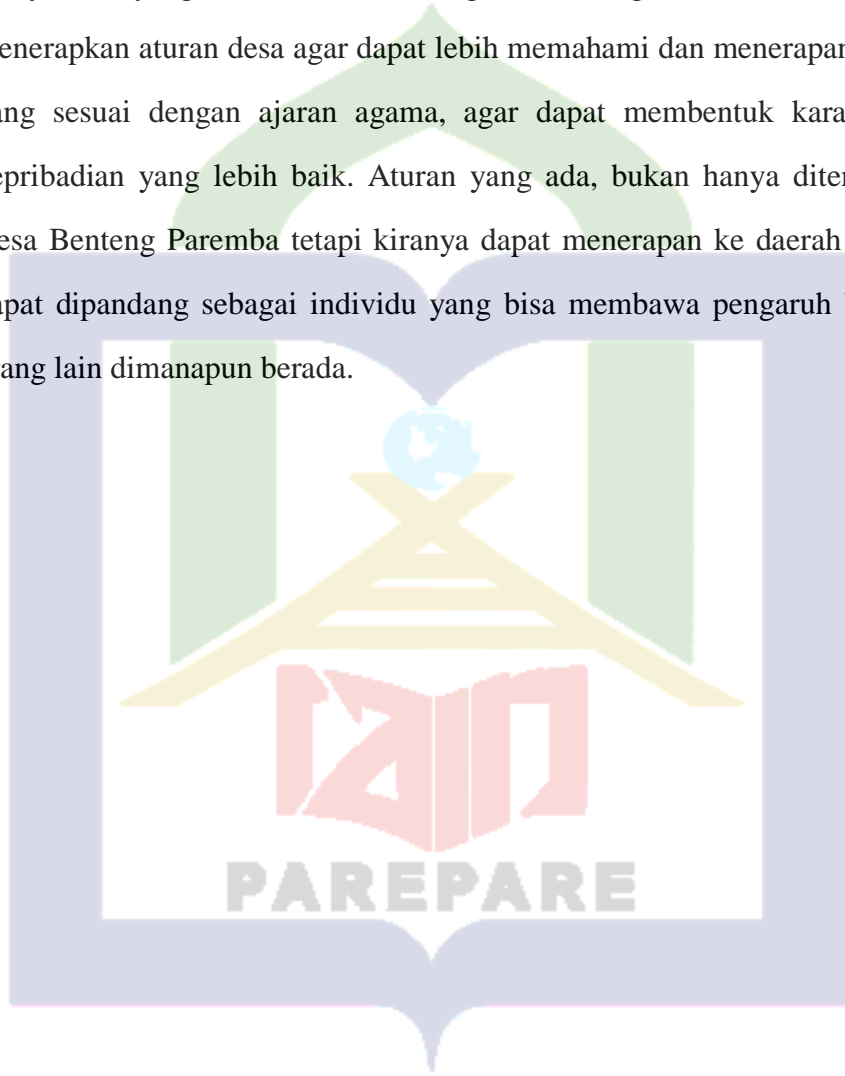 enerapkan aturan desa agar dapat lebih memahami dan menerapan
ang sesuai dengan ajaran agama, agar dapat membentuk kara
epribadian yang lebih baik. Aturan yang ada, bukan hanya diter
esa Benteng Paremba tetapi kiranya dapat menerapan ke daerah
apat dipandang sebagai individu yang bisa membawa pengaruh
ang lain dimanapun berada.
iain
PAREPARE